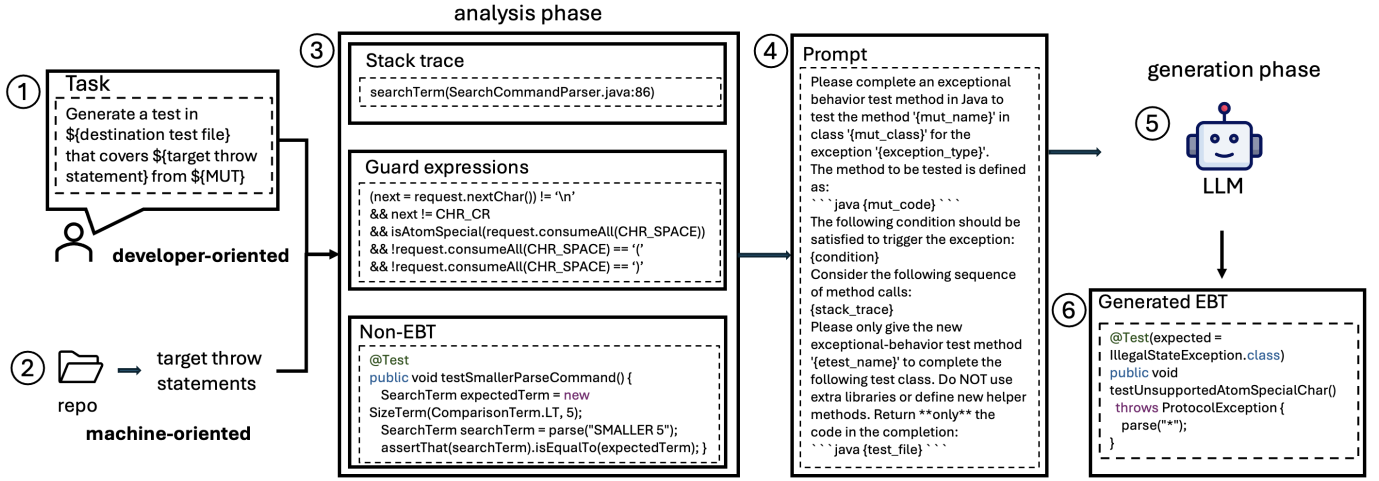 analysis phase
1
Task
Generate a test in
${destination test file}
that covers ${target throw
statement} from ${MUT}
developer-oriented
2
repo
target throw
statements
machine-oriented
3
Stack trace
searchTerm(SearchCommandParser.java:86)
Guard expressions
(next = request.nextChar()) != ‘\n’
&& next != CHR_CR
&& isAtomSpecial(request.consumeAll(CHR_SPACE))
&& !request.consumeAll(CHR_SPACE) == ‘(’
&& !request.consumeAll(CHR_SPACE) == ‘)’
Non-EBT
@Test
public void testSmallerParseCommand() {
SearchTerm expectedTerm = new
SizeTerm(ComparisonTerm.LT, 5);
SearchTerm searchTerm = parse("SMALLER 5");
assertThat(searchTerm).isEqualTo(expectedTerm); }
4
Prompt
Please complete an exceptional
behavior test method in Java to
test the method '{mut_name}' in
class '{mut_class}' for the
exception '{exception_type}'.
The method to be tested is defined
as:
```java {mut_code} ```
The following condition should be
satisfied to trigger the exception:
{condition}
Consider the following sequence
of method calls:
{stack_trace}
Please only give the new
exceptional-behavior test method
'{etest_name}' to complete the
following test class. Do NOT use
extra libraries or define new helper
methods. Return **only** the
code in the completion:
```java {test_file} ```
generation phase
5
LLM
6
Generated EBT
@Test(expected =
IllegalStateException.class)
public void
testUnsupportedAtomSpecialChar()
throws ProtocolException {
parse("*");
}